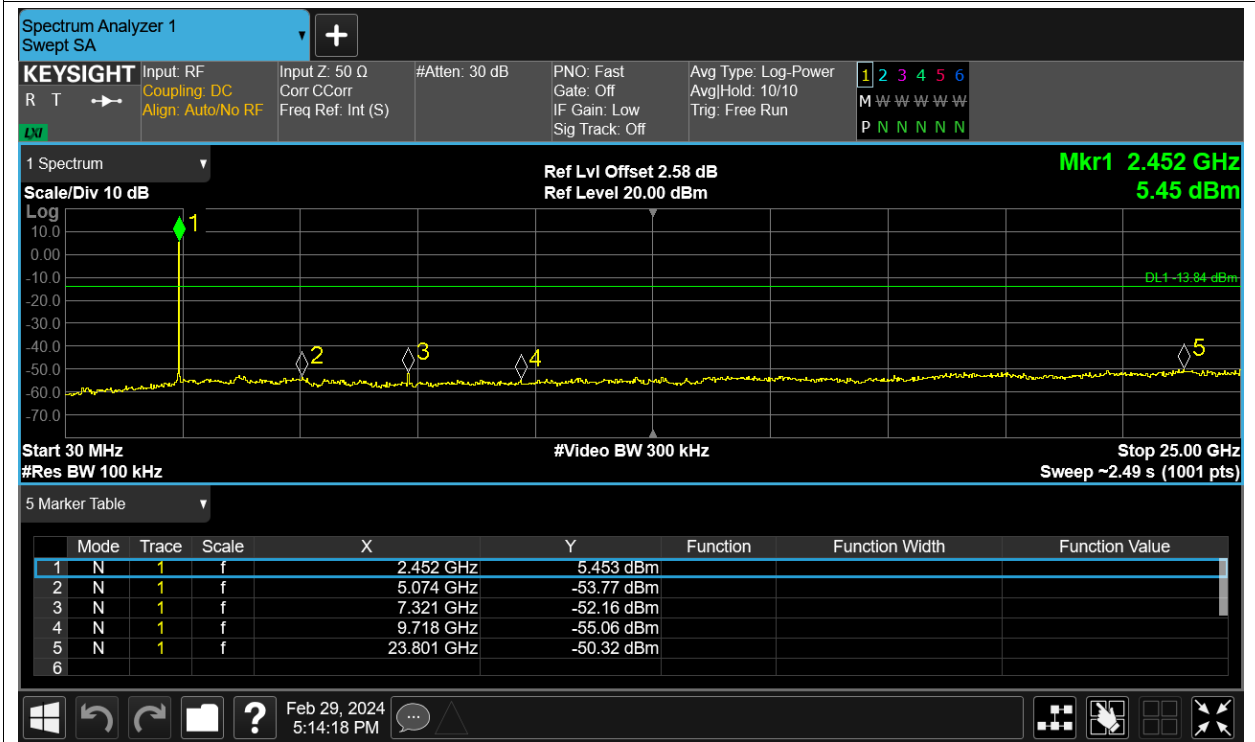 Spectrum Analyzer 1
Swept SA
+
KEYSIGHT
R T
LXI
Input: RF
Coupling: DC
Align: Auto/No RF
Input Z: 50 Ω
Corr CCorr
Freq Ref: Int (S)
#Atten: 30 dB
PNO: Fast
Gate: Off
IF Gain: Low
Sig Track: Off
Avg Type: Log-Power
Avg|Hold: 10/10
Trig: Free Run
1 2 3 4 5 6
M W W W W W
P N N N N N
1 Spectrum
Scale/Div 10 dB
Ref Lvl Offset 2.58 dB
Ref Level 20.00 dBm
Mkr1 2.452 GHz
5.45 dBm
Log
10.0
0.00
-10.0
-20.0
-30.0
-40.0
-50.0
-60.0
-70.0
1
2
3
4
5
DL1 -13.84 dBm
Start 30 MHz
#Video BW 300 kHz
Stop 25.00 GHz
#Res BW 100 kHz
Sweep ~2.49 s (1001 pts)
5 Marker Table
Mode Trace Scale X Y Function Function Width Function Value
1 N 1 f 2.452 GHz 5.453 dBm
2 N 1 f 5.074 GHz -53.77 dBm
3 N 1 f 7.321 GHz -52.16 dBm
4 N 1 f 9.718 GHz -55.06 dBm
5 N 1 f 23.801 GHz -50.32 dBm
6
?
Feb 29, 2024
5:14:18 PM